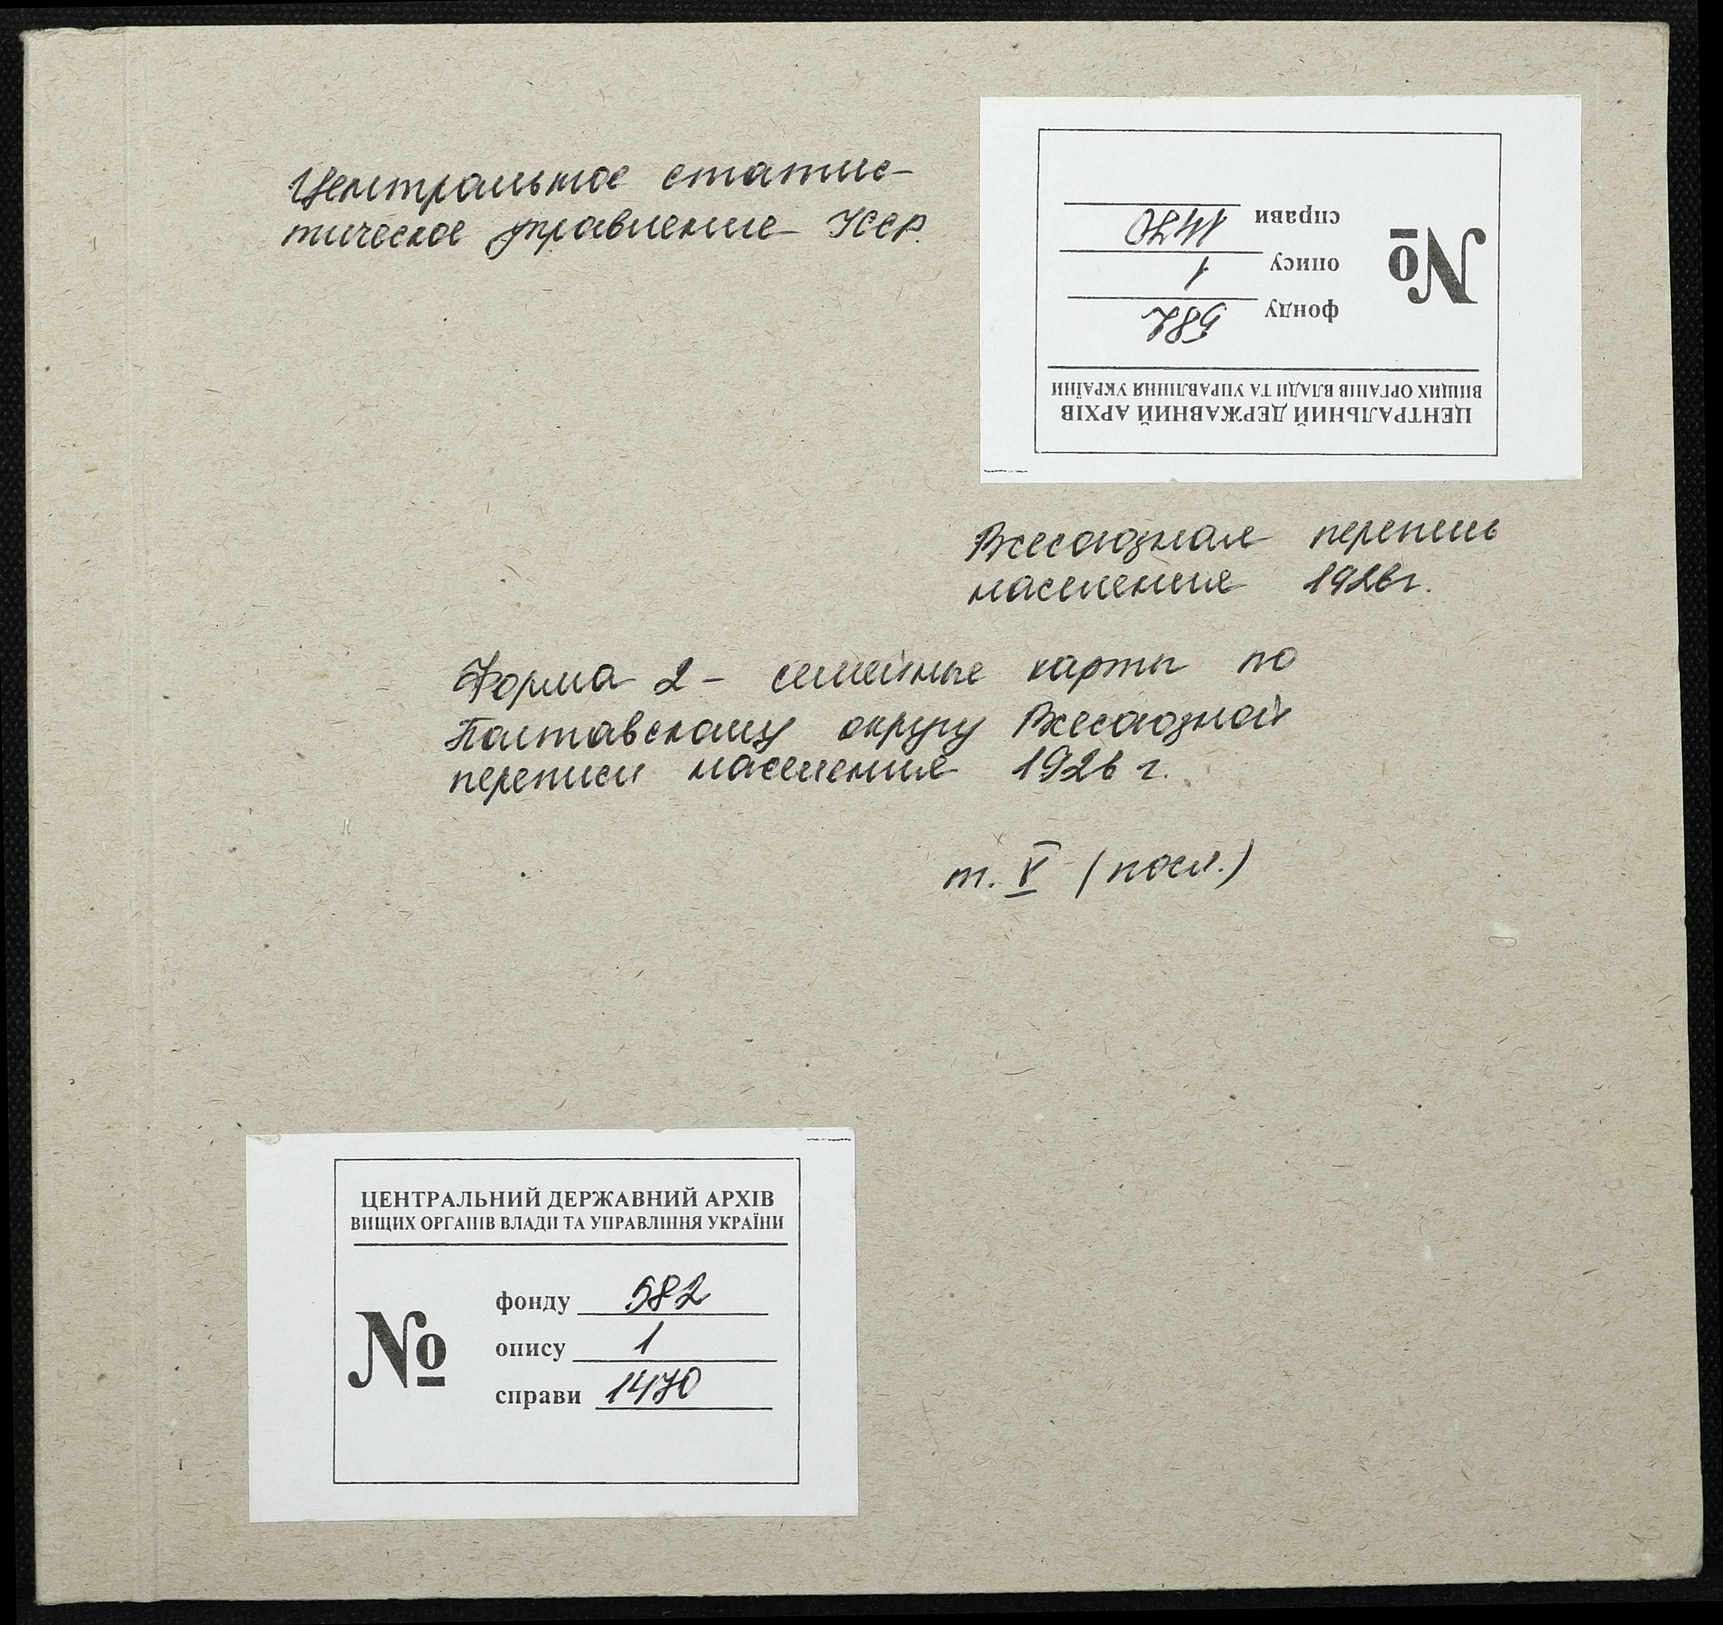 Центральное статис-
тическое управление УССР.
№
фонду 582
опису 1
справи 1470
ЦЕНТРАЛЬНИЙ ДЕРЖАВНИЙ АРХІВ
ВИЩИХ ОРГАНІВ ВЛАДИ ТА УПРАВЛІННЯ УКРАЇНИ
Всесоюзная перепись
населения 1926г.
Форма 2 - семейные карты по
Полтавскому округу Всесоюзной
переписи населения 1926 г.
т. V (посл.)
ЦЕНТРАЛЬНИЙ ДЕРЖАВНИЙ АРХІВ
ВИЩИХ ОРГАНІВ ВЛАДИ ТА УПРАВЛІННЯ УКРАЇНИ
№
фонду 582
опису 1
справи 1470